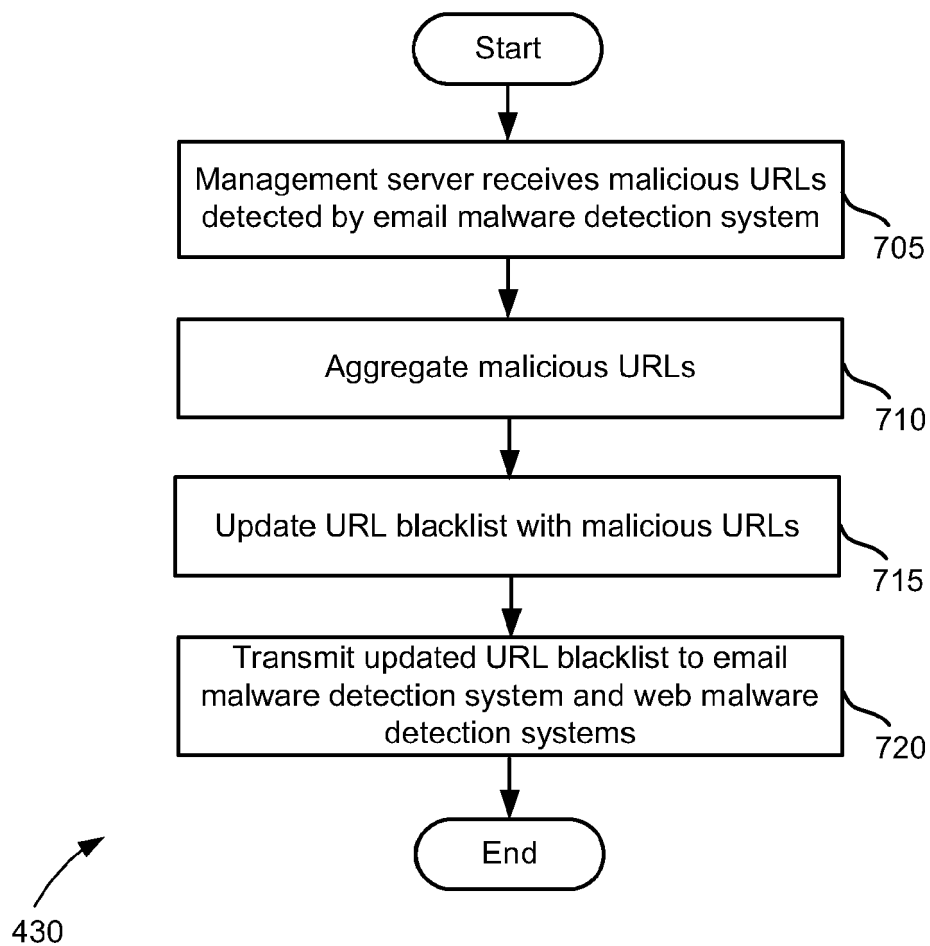 Start
Management server receives malicious URLs
detected by email malware detection system
705
Aggregate malicious URLs
710
Update URL blacklist with malicious URLs
715
Transmit updated URL blacklist to email
malware detection system and web malware
detection systems
720
End
430